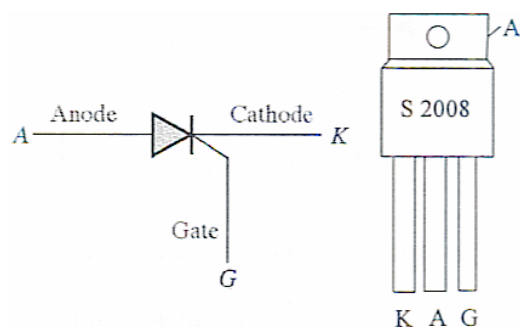 A
Anode
Cathode
K
Gate
G
A
S 2008
K A G